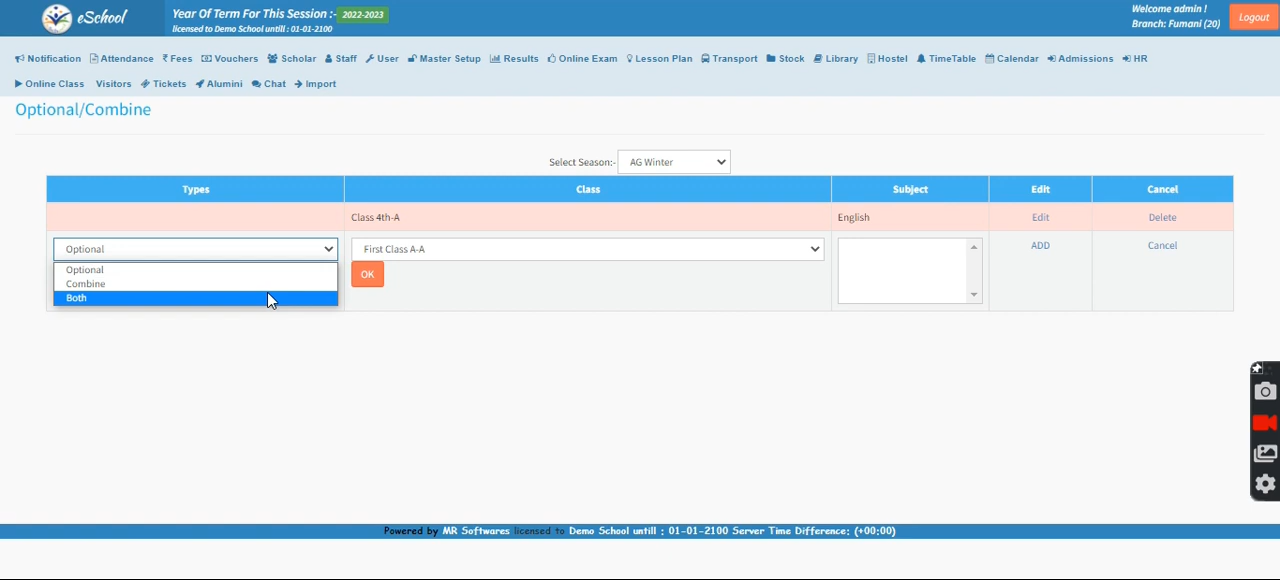 eSchool
Year Of Term For This Session :- 2022-2023
licensed to Demo School untill : 01-01-2100
Welcome admin !
Branch: Fumani (20)
Logout
Notification Attendance ₹ Fees Vouchers Scholar Staff User Master Setup Results Online Exam Lesson Plan Transport Stock Library Hostel TimeTable Calendar Admissions HR
Online Class Visitors Tickets Alumini Chat Import
Optional/Combine
Select Season:- AG Winter
Types Class Subject Edit Cancel
Class 4th-A English Edit Delete
Optional First Class A-A ADD Cancel
Optional
OK
Combine
Both
Powered by MR Softwares licensed to Demo School untill : 01-01-2100 Server Time Difference: (+00:00)